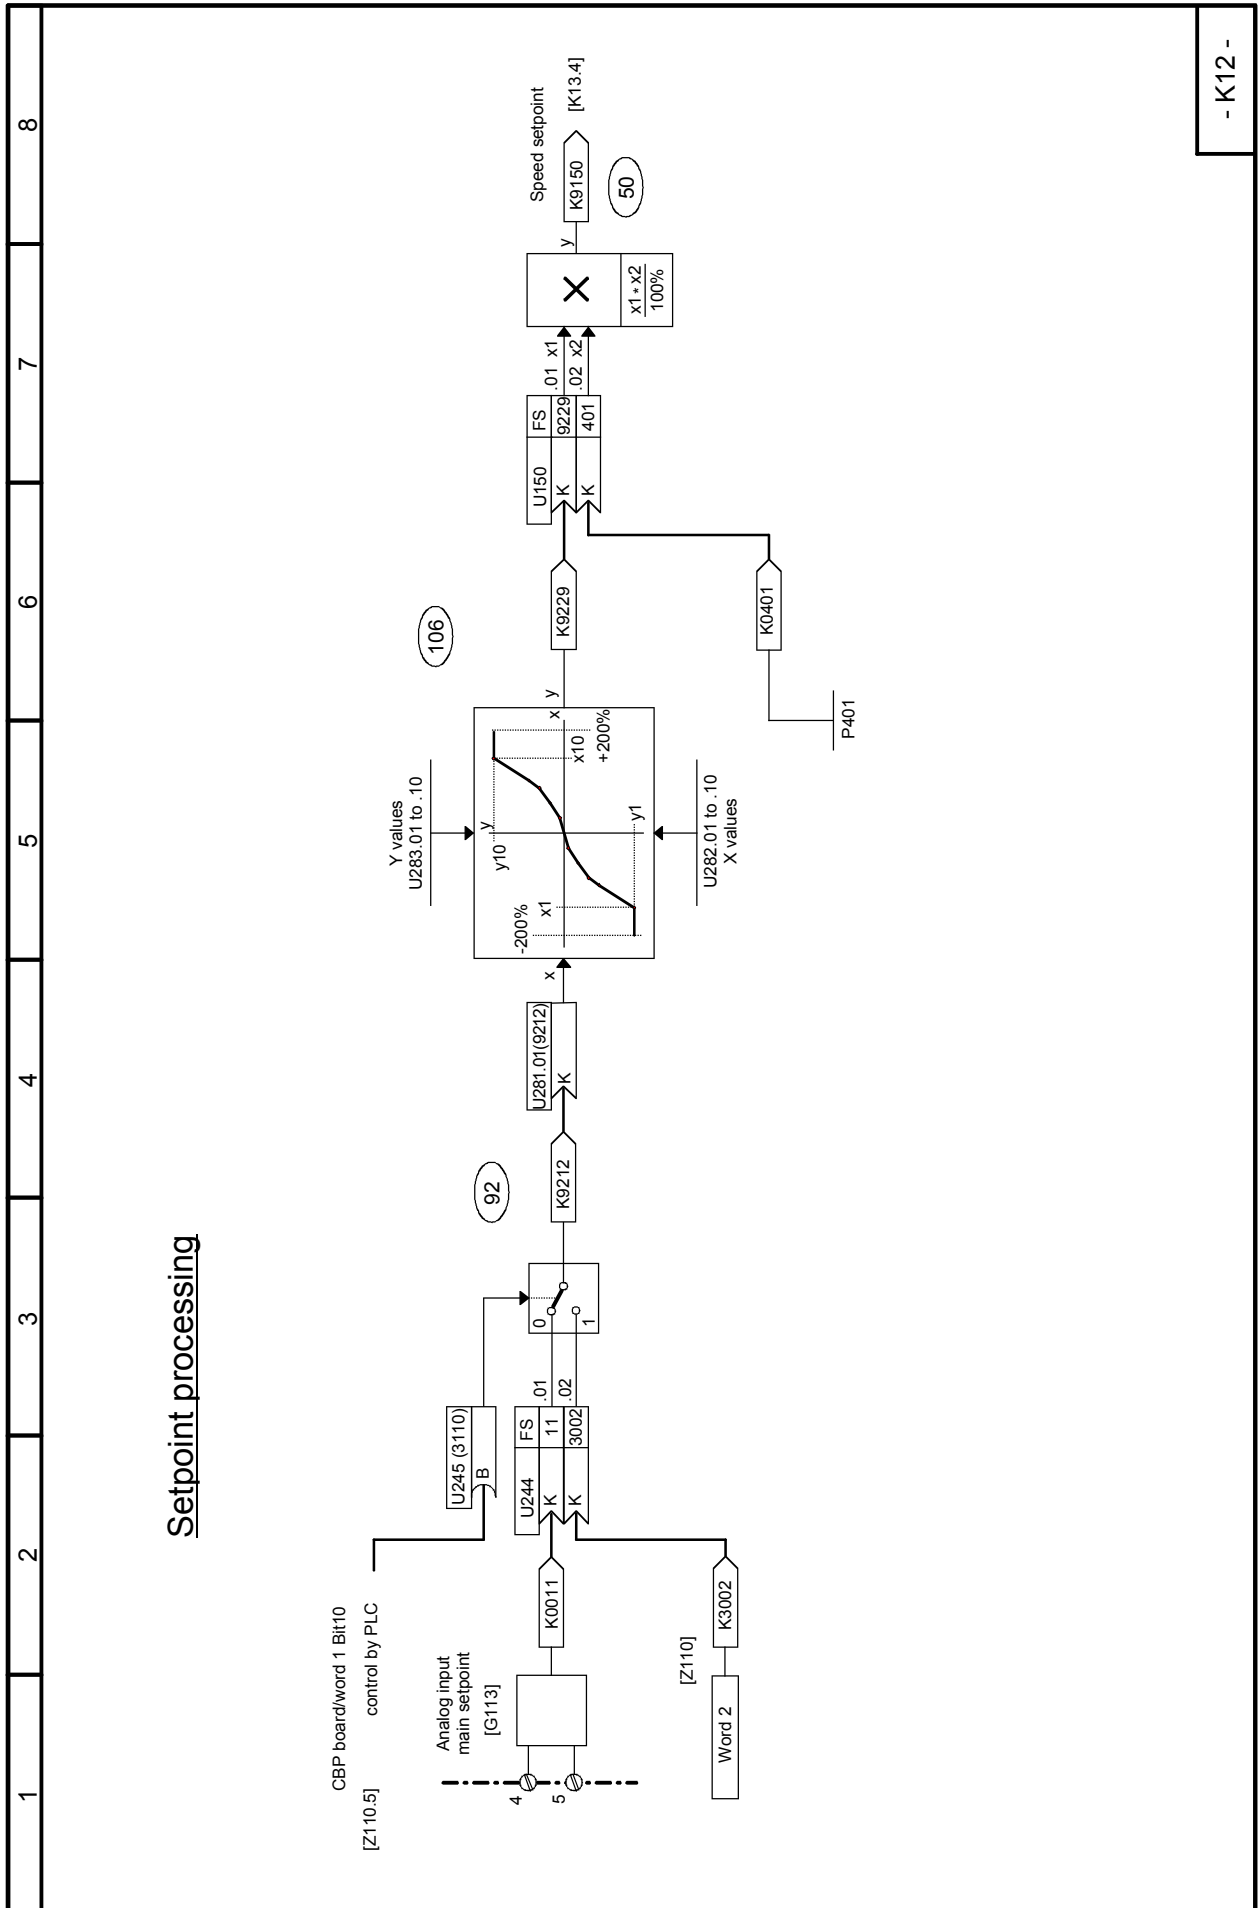 1
2
3
4
5
6
7
8
Setpoint processing
CBP board/word 1 Bit10
control by PLC
[Z110.5]
Analog input
main setpoint
[G113]
4
5
K0011
[Z110]
Word 2
K3002
U245 (3110)
B
U244
FS
K
11
.01
K
3002
.02
0
1
92
K9212
U281.01(9212)
K
x
Y values
U283.01 to .10
-200%
x1
y10
y
x
x10
+200%
y1
U282.01 to .10
X values
106
y
K9229
P401
K0401
U150
FS
K
9229
.01
x1
K
401
.02
x2
x1 * x2
100%
y
Speed setpoint
K9150
[K13.4]
50
- K12 -